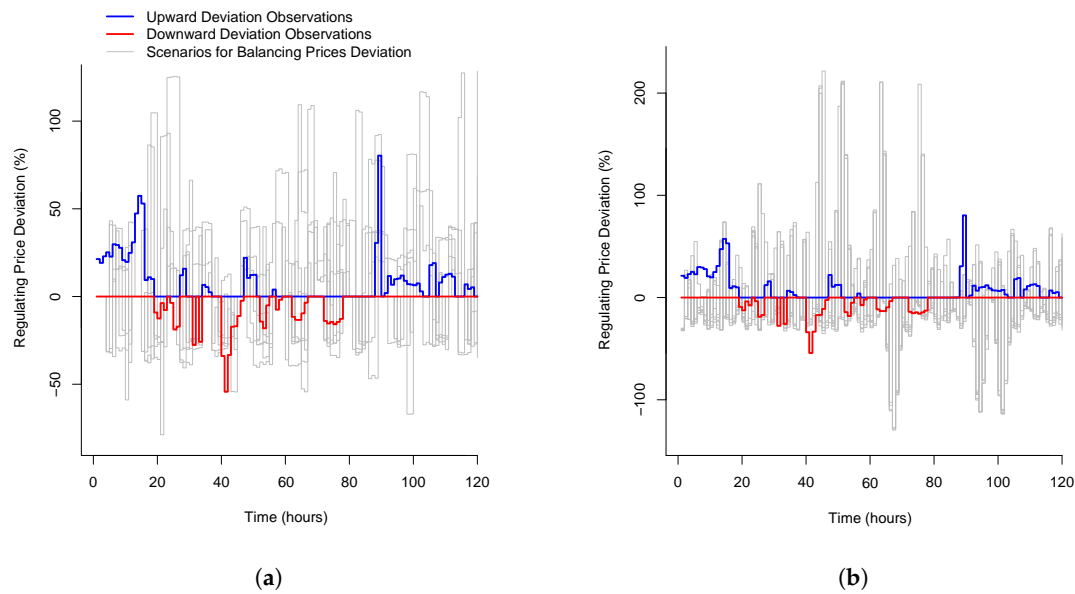 Upward Deviation Observations
Downward Deviation Observations
Scenarios for Balancing Prices Deviation
Regulating Price Deviation (%)
100
50
0
−50
0 20 40 60 80 100 120
Time (hours)
(a)
Regulating Price Deviation (%)
200
100
0
−100
0 20 40 60 80 100 120
Time (hours)
(b)